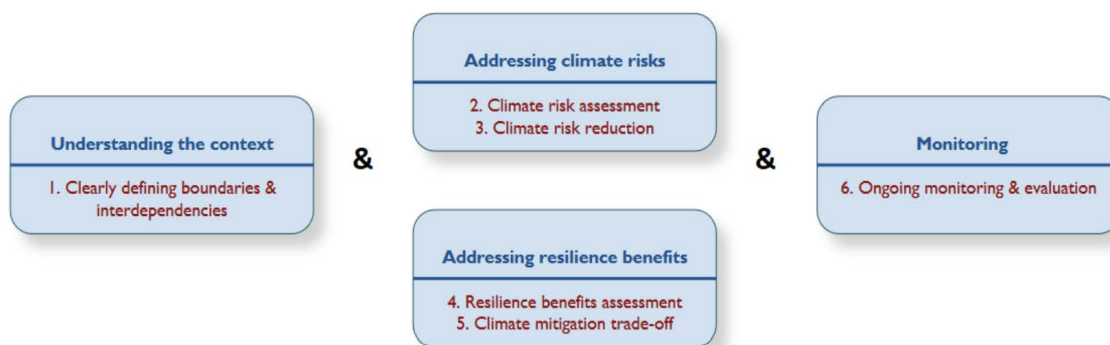 Understanding the context
1. Clearly defining boundaries &
interdependencies
&
Addressing climate risks
2. Climate risk assessment
3. Climate risk reduction
Addressing resilience benefits
4. Resilience benefits assessment
5. Climate mitigation trade-off
&
Monitoring
6. Ongoing monitoring & evaluation